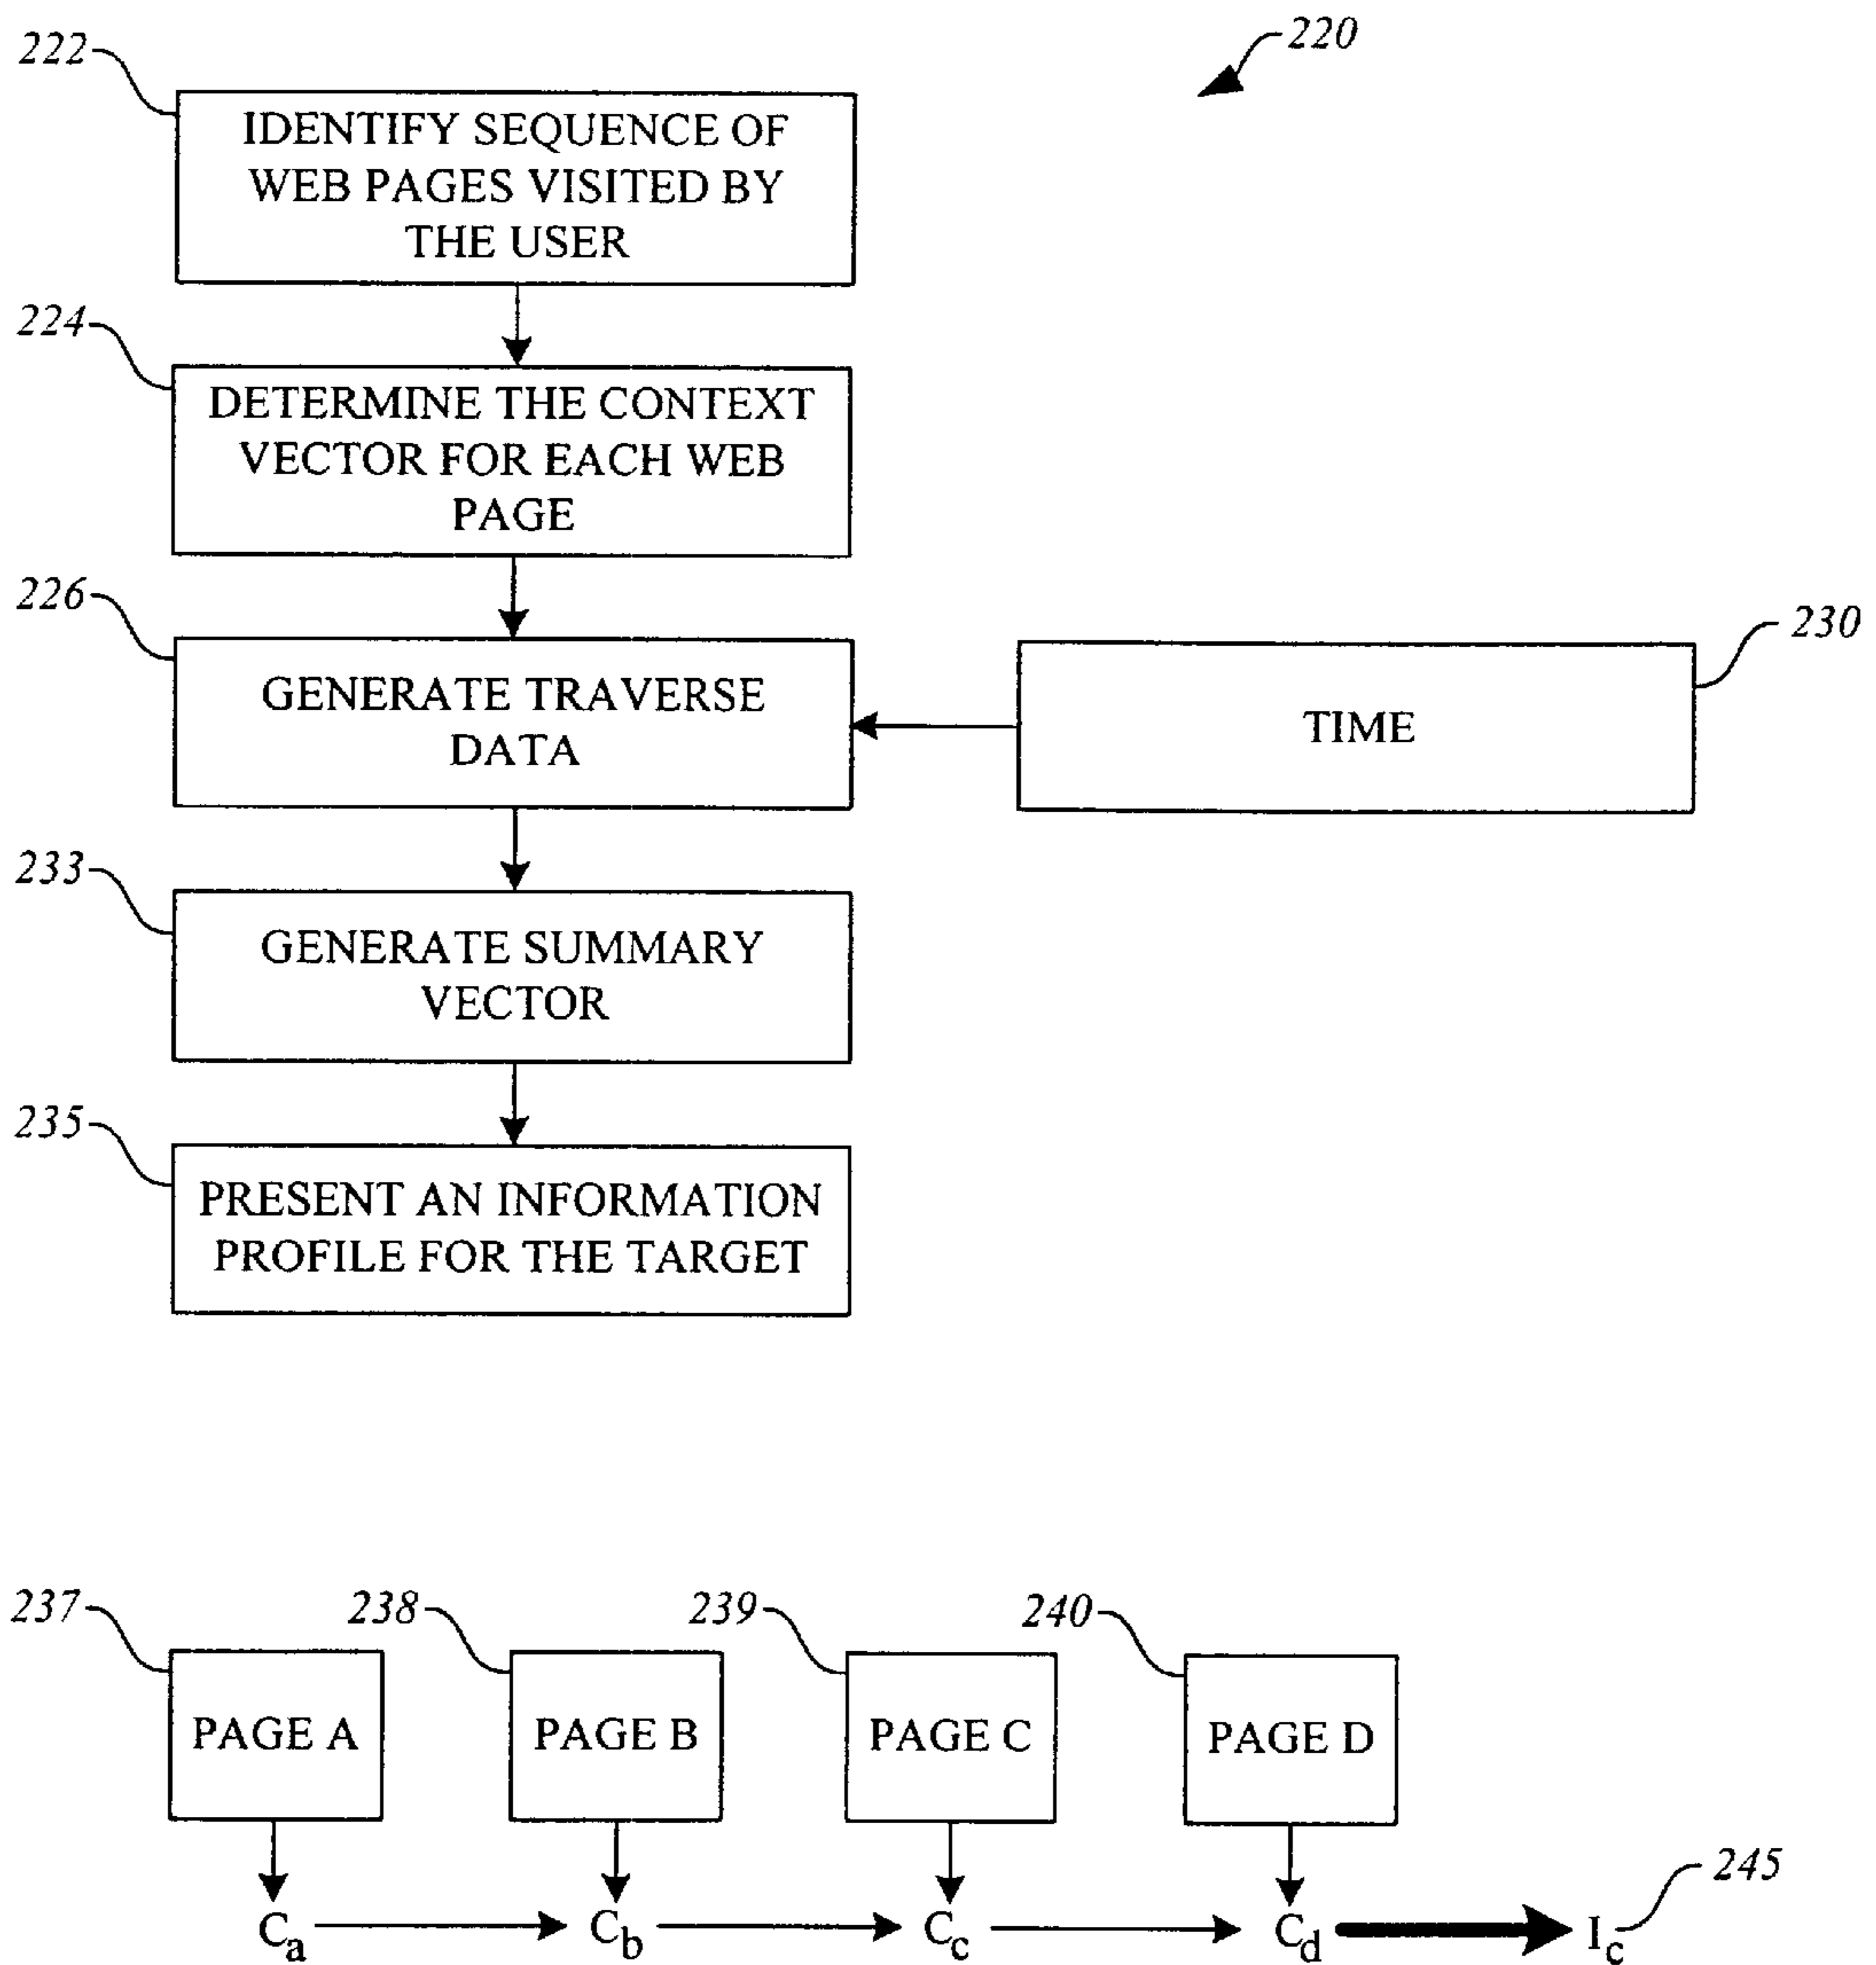 220
222
IDENTIFY SEQUENCE OF
WEB PAGES VISITED BY
THE USER
224
DETERMINE THE CONTEXT
VECTOR FOR EACH WEB
PAGE
226
GENERATE TRAVERSE
DATA
230
TIME
233
GENERATE SUMMARY
VECTOR
235
PRESENT AN INFORMATION
PROFILE FOR THE TARGET
237
238
239
240
PAGE A
PAGE B
PAGE C
PAGE D
245
Ca
Cb
Cc
Cd
Ic